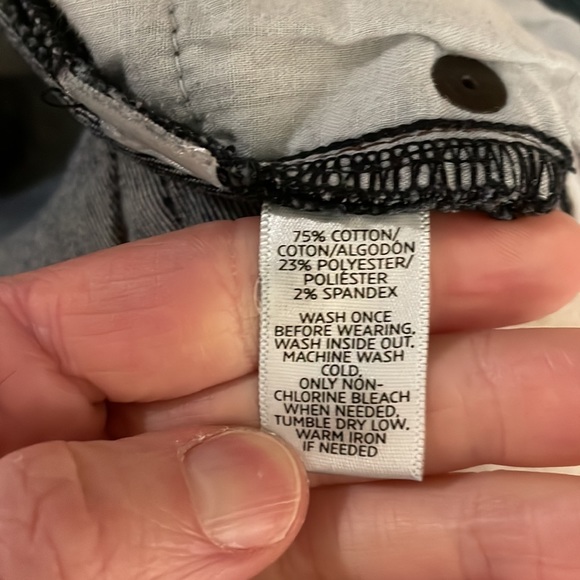 75% COTTON/
COTON/ALGODÓN
23% POLYESTER/
POLIÉSTER
2% SPANDEX
WASH ONCE
BEFORE WEARING.
WASH INSIDE OUT.
MACHINE WASH
COLD,
ONLY NON-
CHLORINE BLEACH
WHEN NEEDED,
TUMBLE DRY LOW.
WARM IRON
IF NEEDED